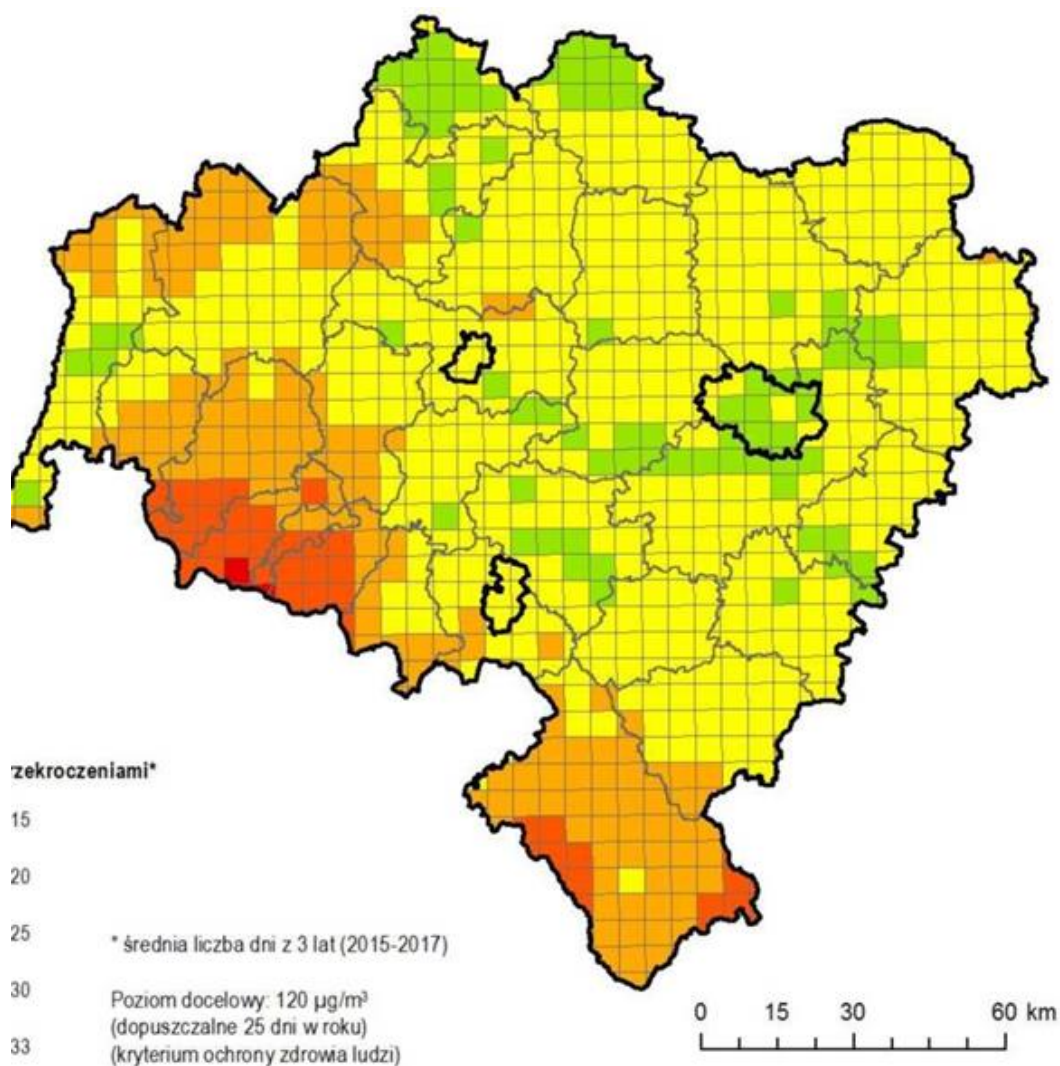 rzekroczeniami*
15
20
25
30
33
* średnia liczba dni z 3 lat (2015-2017)
Poziom docelowy: 120 µg/m³
(dopuszczalne 25 dni w roku)
(kryterium ochrony zdrowia ludzi)
0 15 30 60 km